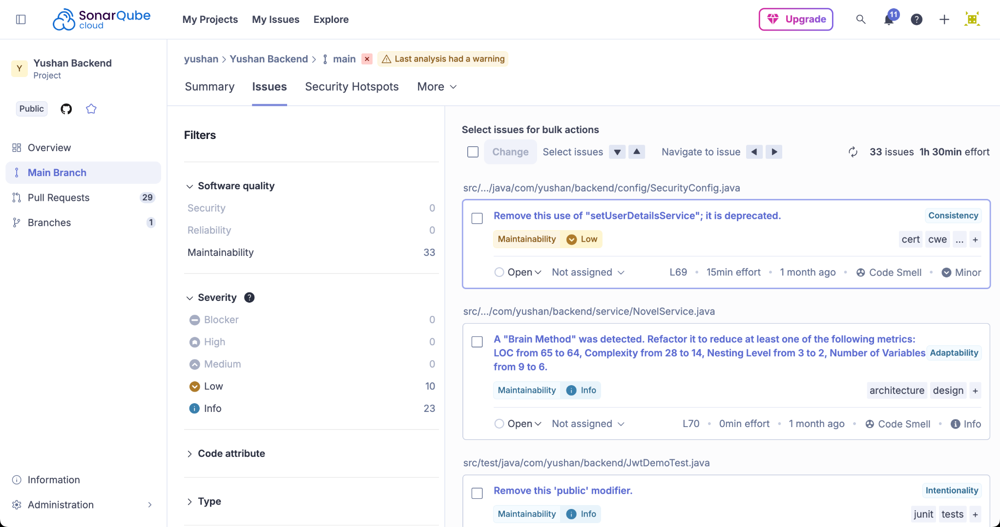 SonarQube cloud
My Projects
My Issues
Explore
Upgrade
11
Y
Yushan Backend
Project
Public
Overview
Main Branch
Pull Requests 29
Branches 1
Information
Administration
yushan > Yushan Backend > main
Last analysis had a warning
Summary
Issues
Security Hotspots
More
Filters
Software quality
Security 0
Reliability 0
Maintainability 33
Severity ?
Blocker 0
High 0
Medium 0
Low 10
Info 23
Code attribute
Type
Select issues for bulk actions
Change Select issues Navigate to issue 33 issues 1h 30min effort
src/.../java/com/yushan/backend/config/SecurityConfig.java
Remove this use of "setUserDetailsService"; it is deprecated. Consistency
Maintainability Low cert cwe ... +
Open Not assigned L69 • 15min effort • 1 month ago • Code Smell • Minor
src/.../com/yushan/backend/service/NovelService.java
A "Brain Method" was detected. Refactor it to reduce at least one of the following metrics:
LOC from 65 to 64, Complexity from 28 to 14, Nesting Level from 3 to 2, Number of Variables Adaptability
from 9 to 6.
Maintainability Info architecture design +
Open Not assigned L70 • 0min effort • 1 month ago • Code Smell • Info
src/test/java/com/yushan/backend/JwtDemoTest.java
Remove this 'public' modifier. Intentionality
Maintainability Info junit tests +